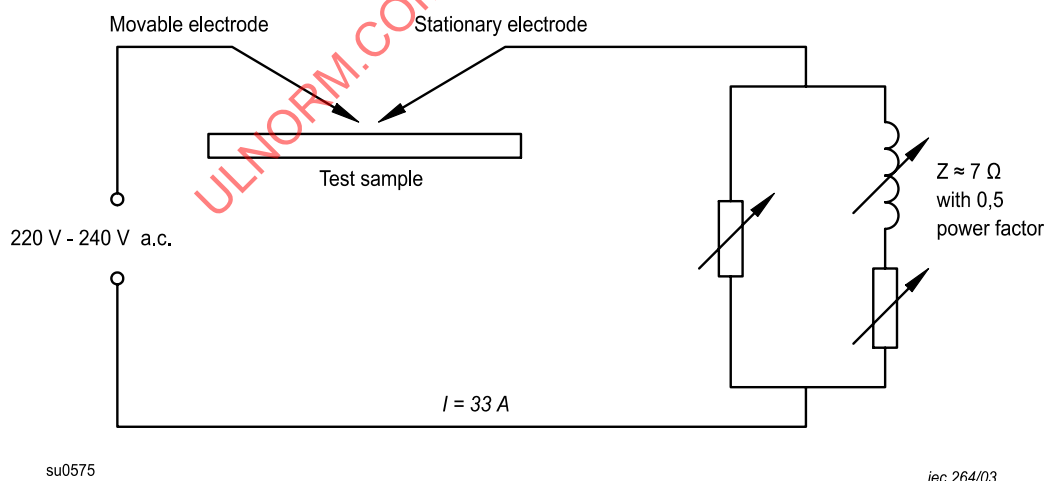 Movable electrode
Stationary electrode
ULNORM.COM
Test sample
220 V - 240 V a.c.
Z ≈ 7 Ω
with 0,5
power factor
I = 33 A
su0575
iec 264/03